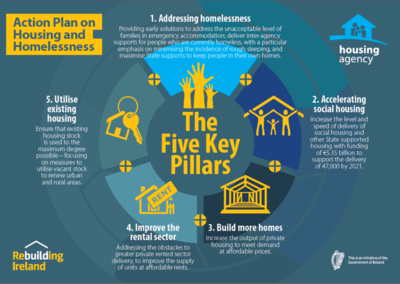 Action Plan on
Housing and
Homelessness
1. Addressing homelessness
Providing early solutions to address the unacceptable level of
families in emergency accommodation; deliver inter-agency
supports for people who are currently homeless, with a particular
emphasis on minimising the incidence of rough sleeping, and
maximise State supports to keep people in their own homes.
housing
agency
5. Utilise
existing
housing
Ensure that existing
housing stock
is used to the
maximum degree
possible – focusing
on measures to
utilise vacant stock
to renew urban
and rural areas.
The
Five Key
Pillars
2. Accelerating
social housing
Increase the level and
speed of delivery of
social housing and
other State supported
housing with funding
of €5.35 billion to
support the delivery
of 47,000 by 2021.
RENT
4. Improve the
rental sector
Addressing the obstacles to
greater private rented sector
delivery, to improve the supply
of units at affordable rents.
3. Build more homes
Increase the output of private
housing to meet demand
at affordable prices.
Rebuilding
Ireland
This is an initiative of the
Government of Ireland